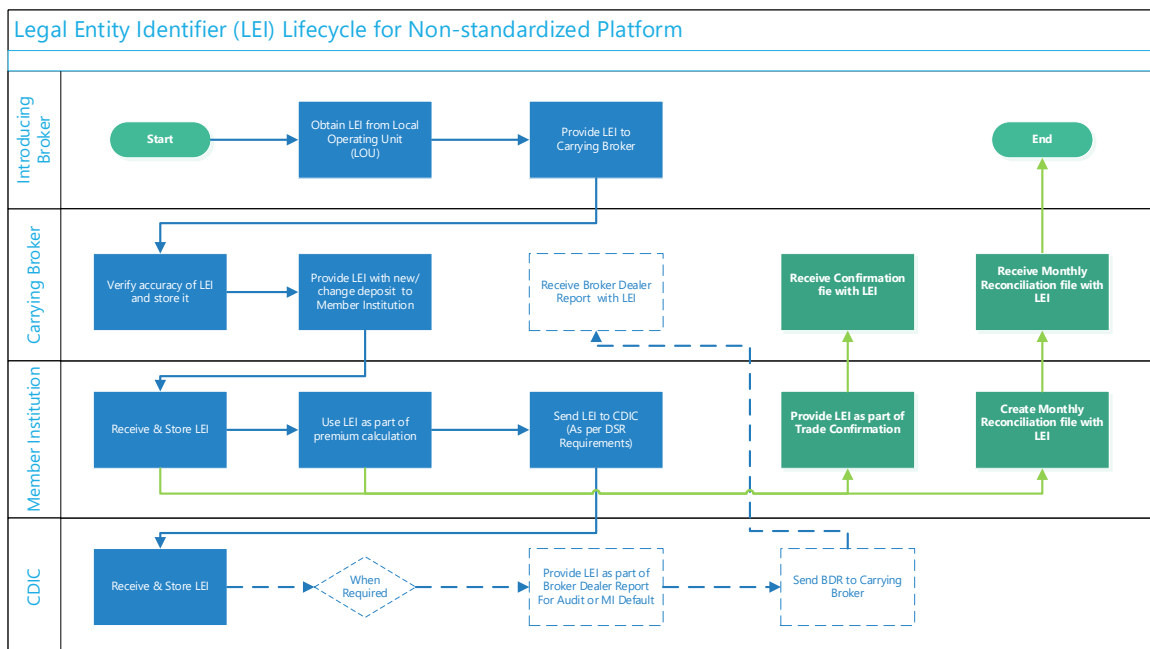 Legal Entity Identifier (LEI) Lifecycle for Non-standardized Platform
Introducing
Broker
Start
Obtain LEI from Local
Operating Unit
(LOU)
Provide LEI to
Carrying Broker
End
Carrying Broker
Verify accuracy of LEI
and store it
Provide LEI with new/
change deposit to
Member Institution
Receive Broker Dealer
Report with LEI
Receive Confirmation
fie with LEI
Receive Monthly
Reconciliation file with
LEI
Member Institution
Receive & Store LEI
Use LEI as part of
premium calculation
Send LEI to CDIC
(As per DSR
Requirements)
Provide LEI as part of
Trade Confirmation
Create Monthly
Reconciliation file with
LEI
CDIC
Receive & Store LEI
When
Required
Provide LEI as part of
Broker Dealer Report
For Audit or MI Default
Send BDR to Carrying
Broker